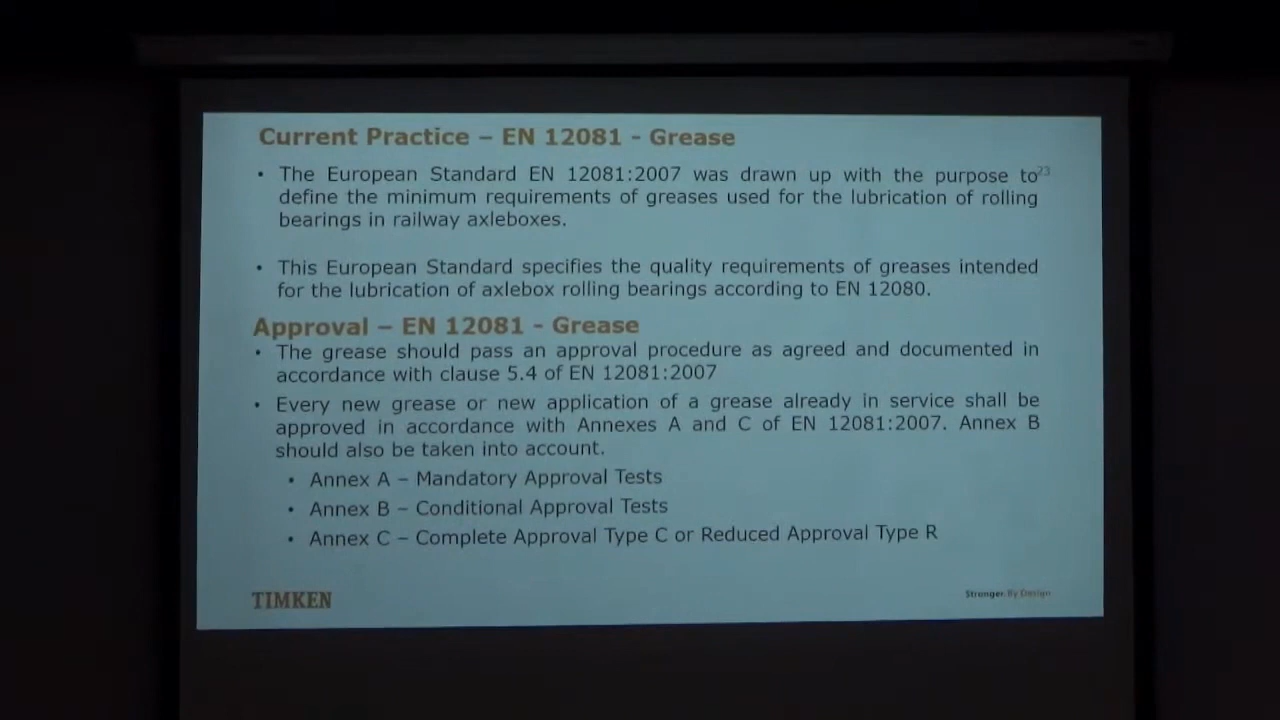 Current Practice – EN 12081 - Grease
• The European Standard EN 12081:2007 was drawn up with the purpose to
23
define the minimum requirements of greases used for the lubrication of rolling
bearings in railway axleboxes.
• This European Standard specifies the quality requirements of greases intended
for the lubrication of axlebox rolling bearings according to EN 12080.
Approval – EN 12081 - Grease
• The grease should pass an approval procedure as agreed and documented in
accordance with clause 5.4 of EN 12081:2007
• Every new grease or new application of a grease already in service shall be
approved in accordance with Annexes A and C of EN 12081:2007. Annex B
should also be taken into account.
• Annex A – Mandatory Approval Tests
• Annex B – Conditional Approval Tests
• Annex C – Complete Approval Type C or Reduced Approval Type R
TIMKEN
Stronger. By Design